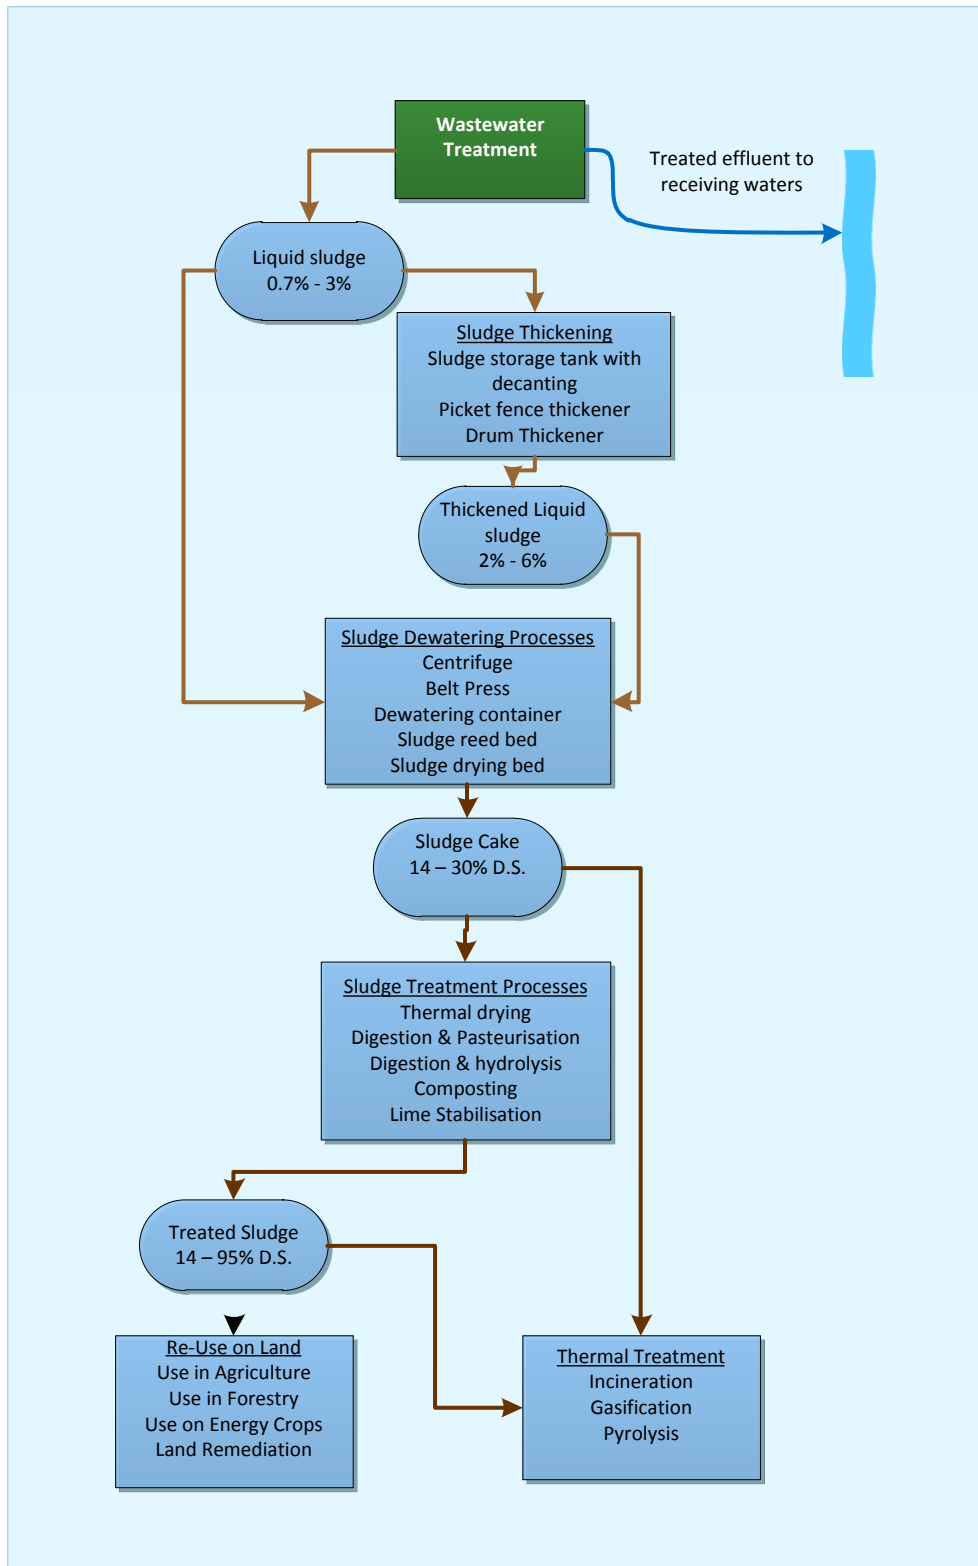 Wastewater
Treatment
Treated effluent to
receiving waters
Liquid sludge
0.7% - 3%
Sludge Thickening
Sludge storage tank with
decanting
Picket fence thickener
Drum Thickener
Thickened Liquid
sludge
2% - 6%
Sludge Dewatering Processes
Centrifuge
Belt Press
Dewatering container
Sludge reed bed
Sludge drying bed
Sludge Cake
14 – 30% D.S.
Sludge Treatment Processes
Thermal drying
Digestion & Pasteurisation
Digestion & hydrolysis
Composting
Lime Stabilisation
Treated Sludge
14 – 95% D.S.
Re-Use on Land
Use in Agriculture
Use in Forestry
Use on Energy Crops
Land Remediation
Thermal Treatment
Incineration
Gasification
Pyrolysis